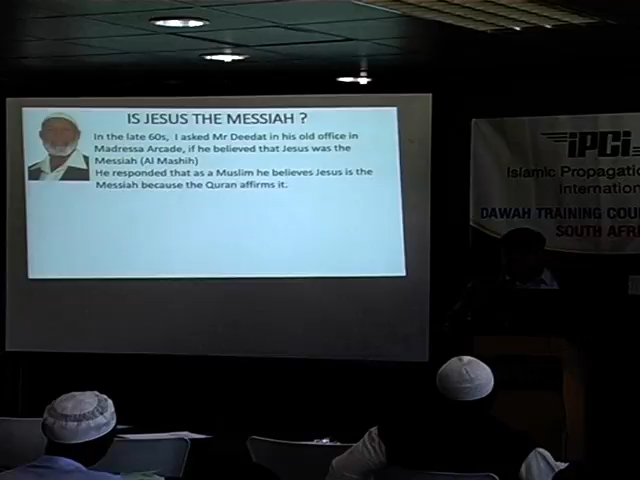 IS JESUS THE MESSIAH ?
In the late 60s, I asked Mr Deedat in his old office in
Madressa Arcade, if he believed that Jesus was the
Messiah (Al Mashih)
He responded that as a Muslim he believes Jesus is the
Messiah because the Quran affirms it.
iPCi
Islamic Propagatio
Internation
DAWAH TRAINING COU
SOUTH AFRI